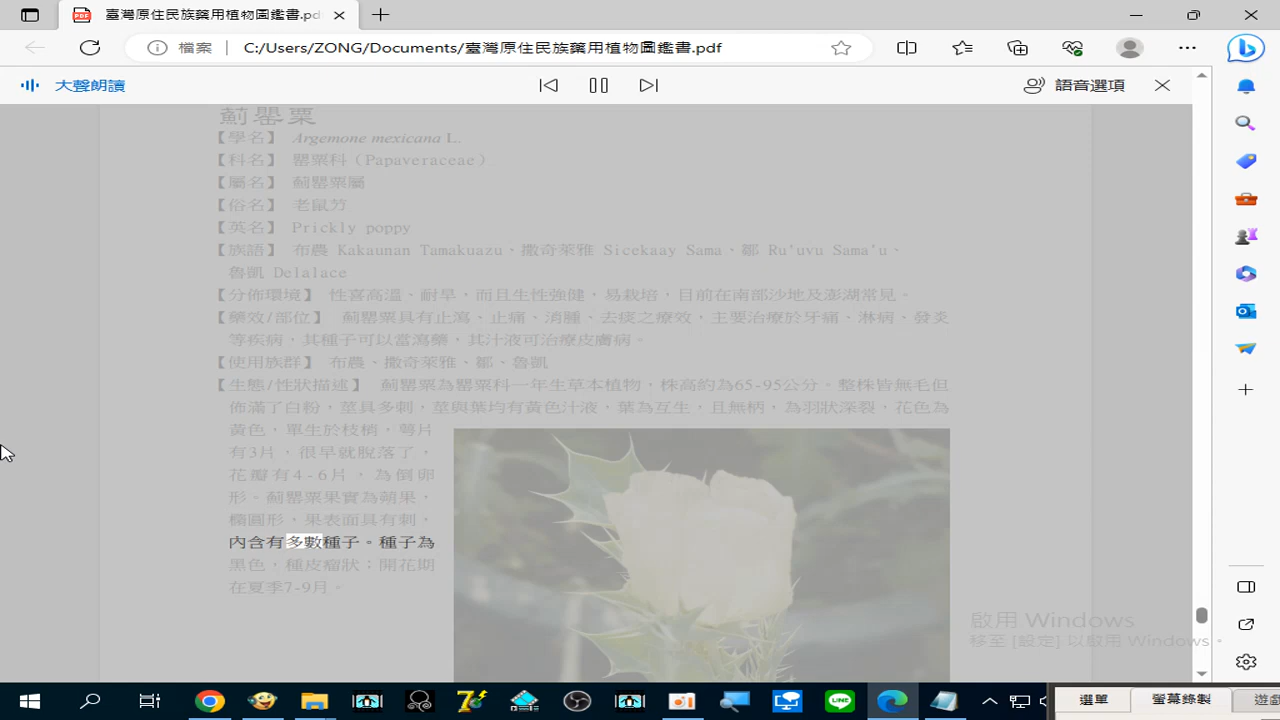 臺灣原住民族藥用植物圖鑑書.pdf
檔案
C:/Users/ZONG/Documents/臺灣原住民族藥用植物圖鑑書.pdf
大聲朗讀
語音選項
薊罌粟
【學名】 Argemone mexicana L.
【科名】 罌粟科（Papaveraceae）
【屬名】 薊罌粟屬
【俗名】 老鼠艻
【英名】 Prickly poppy
【族語】 布農 Kakaunan Tamakuazu、撒奇萊雅 Sicekaay Sama、鄒 Ru'uvu Sama'u、
魯凱 Delalace
【分佈環境】 性喜高溫、耐旱，而且生性強健，易栽培，目前在南部沙地及澎湖常見。
【藥效/部位】 薊罌粟具有止瀉、止痛、消腫、去痰之療效，主要治療於牙痛、淋病、發炎
等疾病，其種子可以當瀉藥，其汁液可治療皮膚病。
【使用族群】 布農、撒奇萊雅、鄒、魯凱
【生態/性狀描述】 薊罌粟為罌粟科一年生草本植物，株高約為65-95公分。整株皆無毛但
佈滿了白粉，莖具多刺，莖與葉均有黃色汁液，葉為互生，且無柄，為羽狀深裂，花色為
黃色，單生於枝梢，萼片
有3片，很早就脫落了，
花瓣有4-6片，為倒卵
形。薊罌粟果實為蒴果，
橢圓形，果表面具有刺，
內含有多數種子。種子為
黑色，種皮瘤狀；開花期
在夏季7-9月。
啟用 Windows
移至 [設定] 以啟用 Windows。
選單
螢幕錄製
遊戲